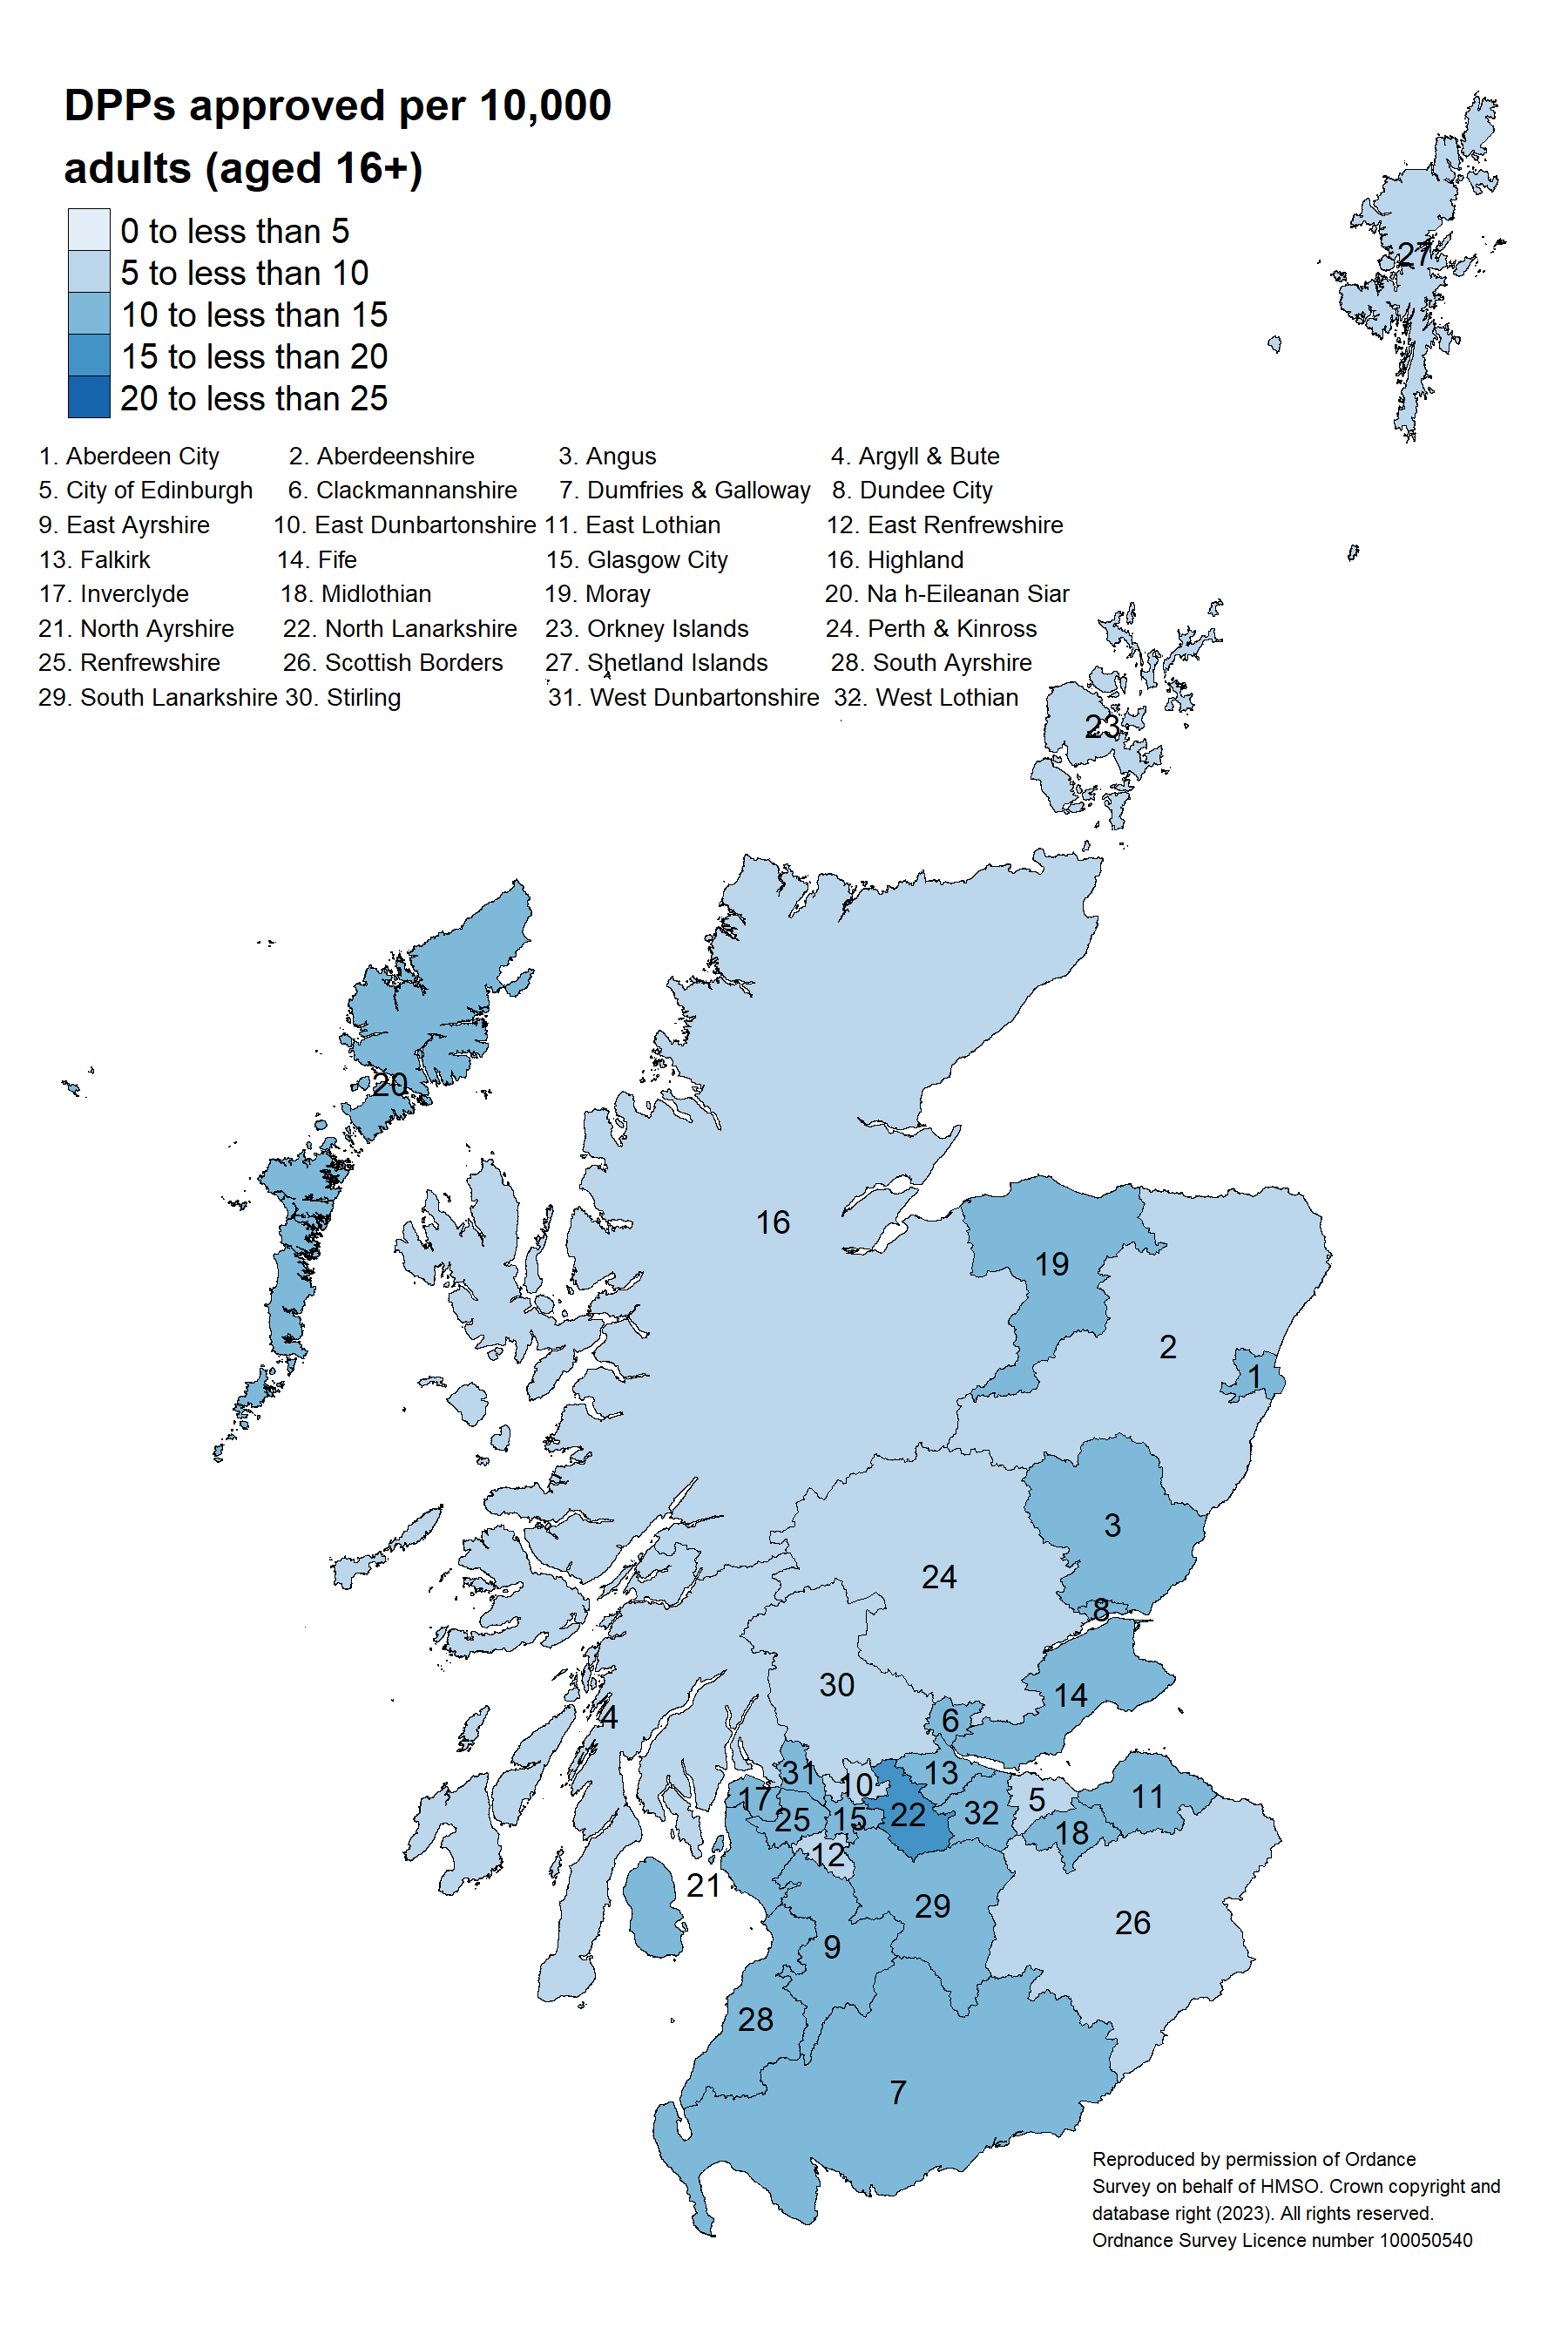 DPPs approved per 10,000
adults (aged 16+)
0 to less than 5
5 to less than 10
10 to less than 15
15 to less than 20
20 to less than 25
1. Aberdeen City 2. Aberdeenshire 3. Angus 4. Argyll & Bute
5. City of Edinburgh 6. Clackmannanshire 7. Dumfries & Galloway 8. Dundee City
9. East Ayrshire 10. East Dunbartonshire 11. East Lothian 12. East Renfrewshire
13. Falkirk 14. Fife 15. Glasgow City 16. Highland
17. Inverclyde 18. Midlothian 19. Moray 20. Na h-Eileanan Siar
21. North Ayrshire 22. North Lanarkshire 23. Orkney Islands 24. Perth & Kinross
25. Renfrewshire 26. Scottish Borders 27. Shetland Islands 28. South Ayrshire
29. South Lanarkshire 30. Stirling 31. West Dunbartonshire 32. West Lothian
27
23
20
16
19
2
1
3
24
8
30
14
4
6
31
10
13
17
5
11
25
15
22
32
18
12
21
29
26
9
28
7
Reproduced by permission of Ordance
Survey on behalf of HMSO. Crown copyright and
database right (2023). All rights reserved.
Ordnance Survey Licence number 100050540